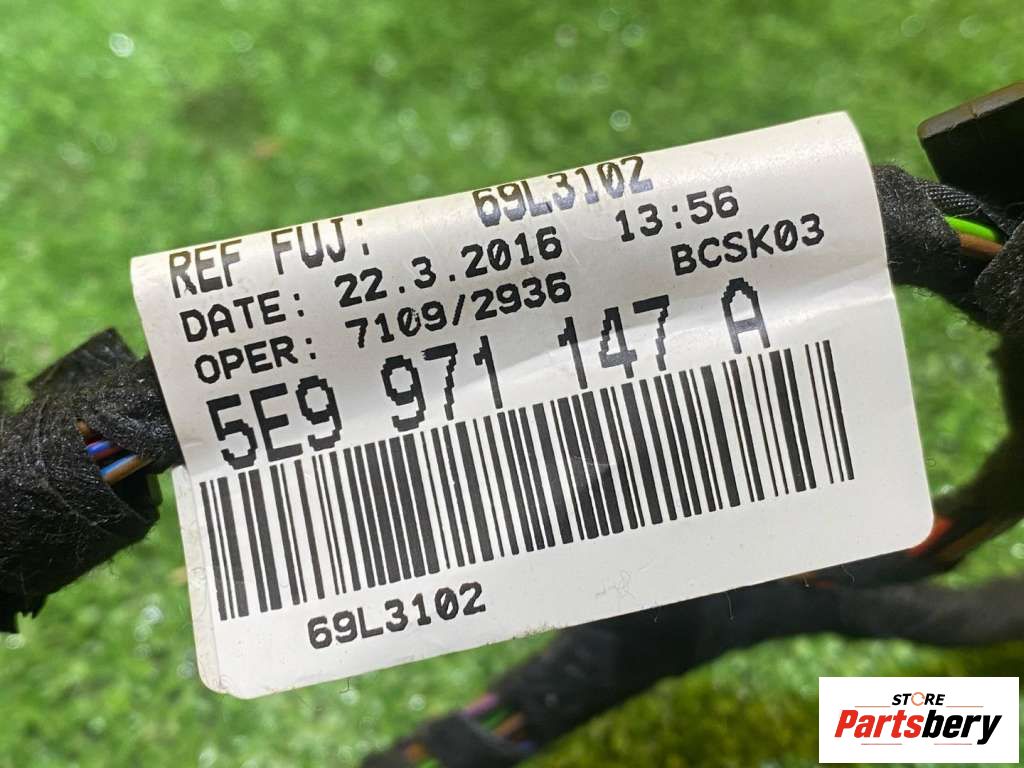 REF FUJ: 69L3102
DATE: 22.3.2016 13:56
OPER: 7109/2936 BCSK03
5E9 971 147 A
69L3102
STORE
Partsbery